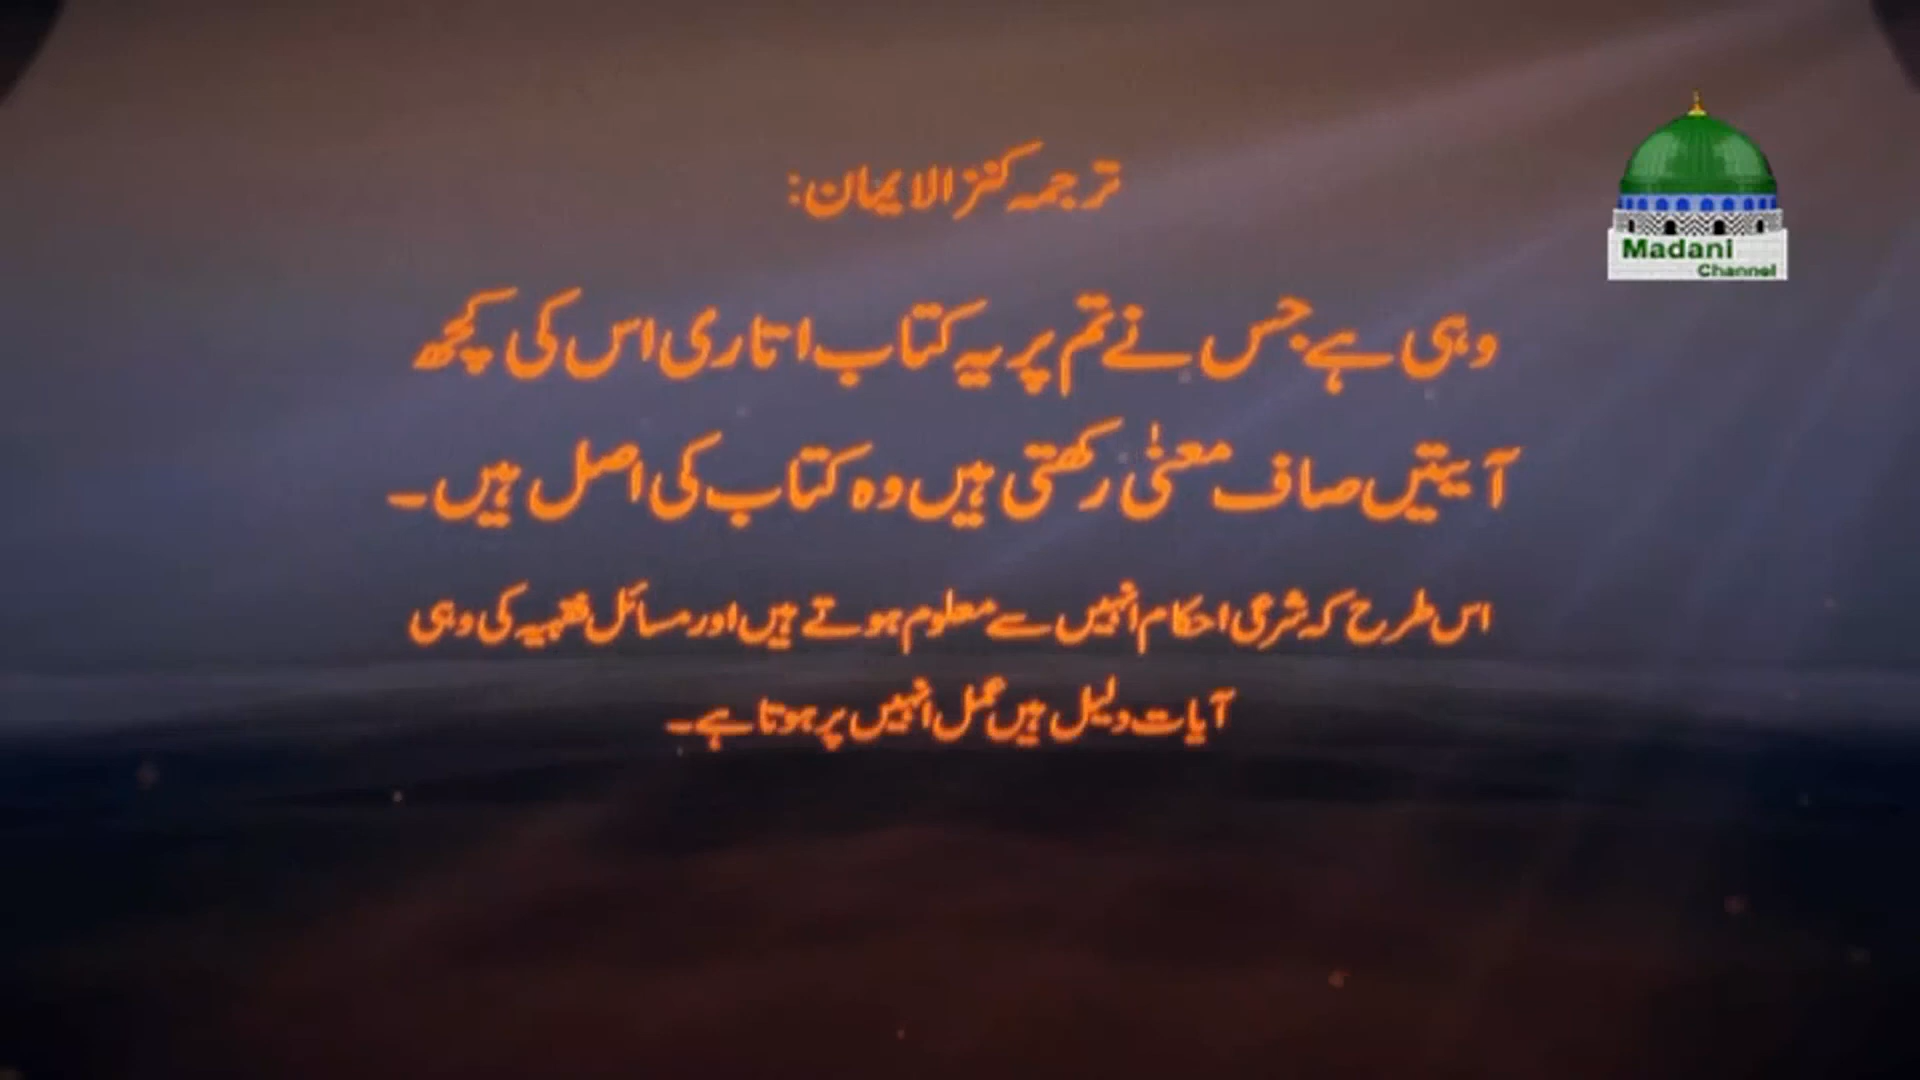 ترجمہ کنز الایمان:
وہی ہے جس نے تم پر یہ کتاب اتاری اس کی کچھ
آیتیں صاف معنیٰ رکھتی ہیں وہ کتاب کی اصل ہیں۔
اس طرح کہ شرعی احکام انہیں سے معلوم ہوتے ہیں اور مسائل فقہیہ کی وہی
آیات دلیل ہیں عمل انہیں پر ہوتا ہے۔
Madani
Channel